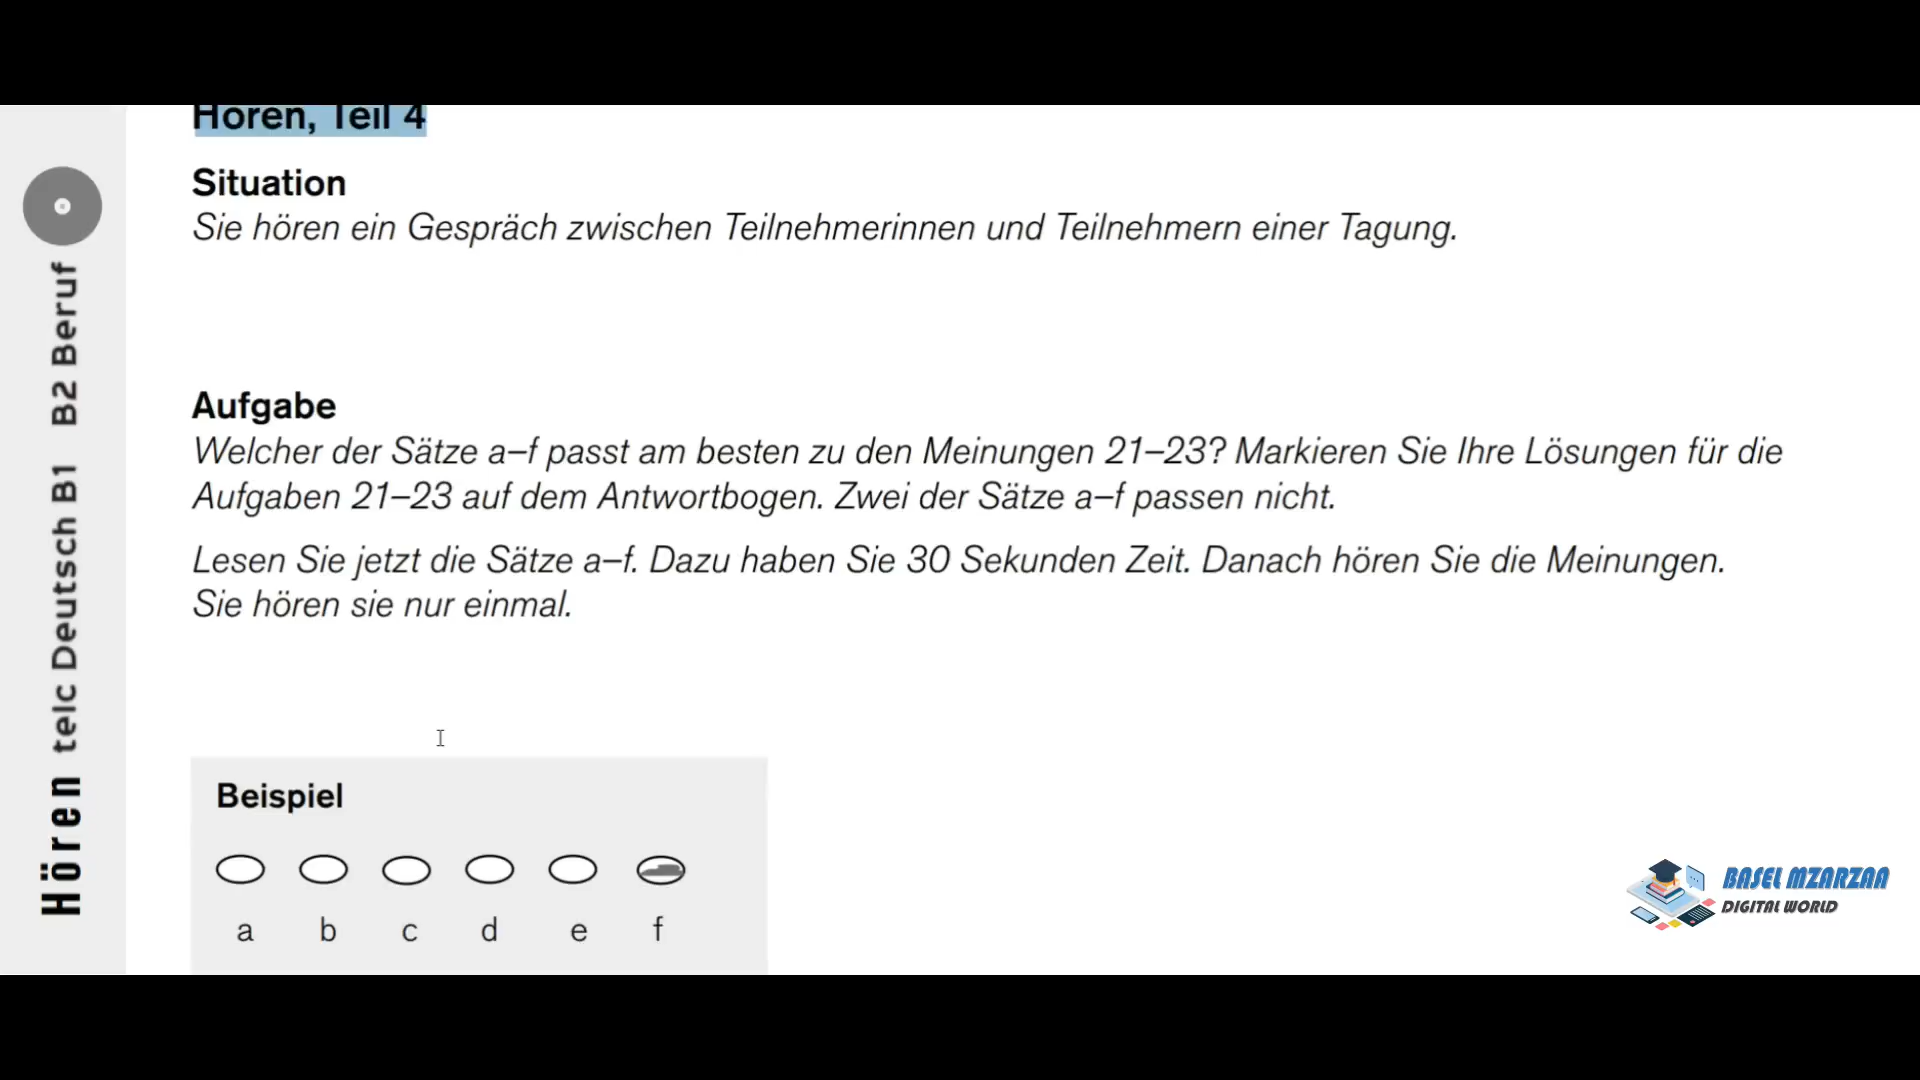 Hören, Teil 4
Situation
Sie hören ein Gespräch zwischen Teilnehmerinnen und Teilnehmern einer Tagung.
Aufgabe
Welcher der Sätze a–f passt am besten zu den Meinungen 21–23? Markieren Sie Ihre Lösungen für die
Aufgaben 21–23 auf dem Antwortbogen. Zwei der Sätze a–f passen nicht.
Lesen Sie jetzt die Sätze a–f. Dazu haben Sie 30 Sekunden Zeit. Danach hören Sie die Meinungen.
Sie hören sie nur einmal.
Beispiel
a b c d e f
Hören telc Deutsch B1 B2 Beruf
BASEL MZARZAA
DIGITAL WORLD